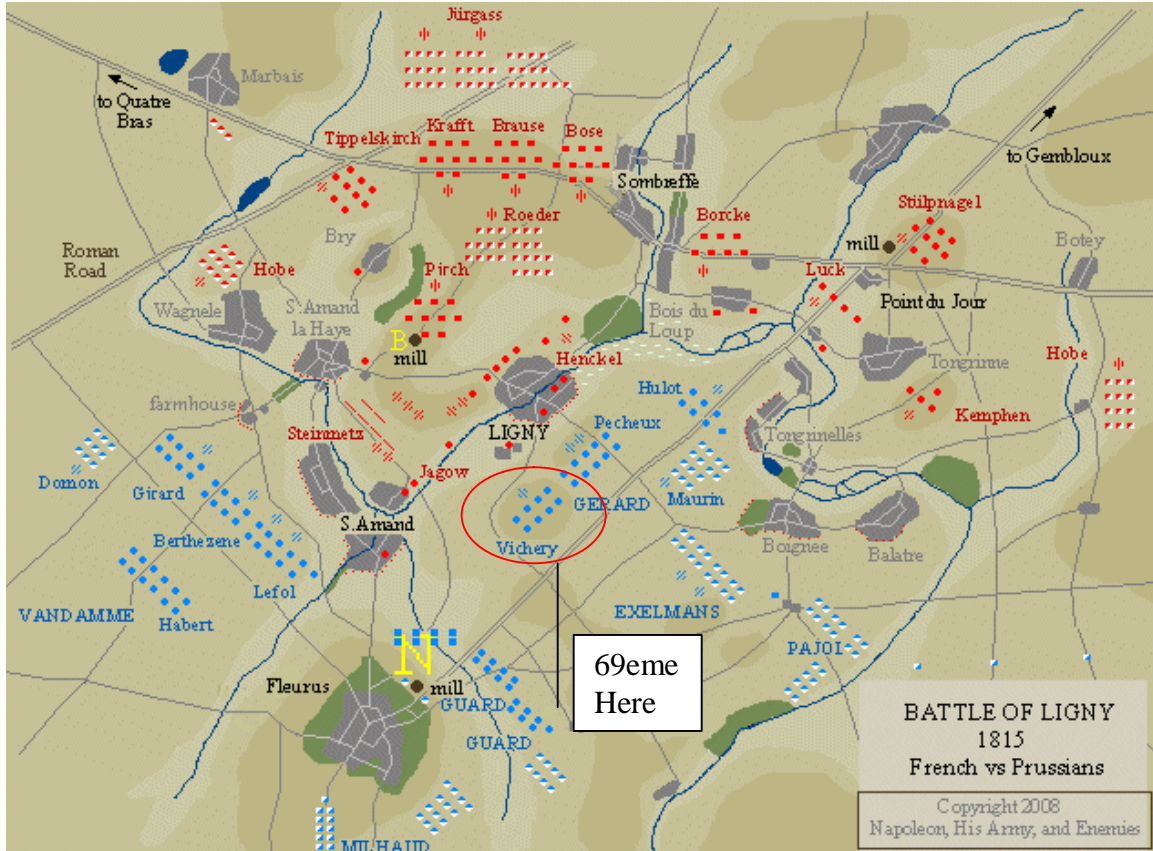 Jürgass
Marbais
to Quatre
Bras
Tippelskirch
Krafft
Brause
Bose
Sombreffe
to Gembloux
Stülpnagel
mill
Borcke
Botey
Roeder
Bry
Roman
Road
Hobe
Pirch
Luck
Point du Jour
Wagnele
S. Amand
la Haye
B
mill
Bois du
Loup
Tongrinne
Henckel
Hobe
Hulot
Kemphen
farmhouse
Steinmetz
LIGNY
Pecheux
Tongrinelles
Domon
Girard
Jagow
GERARD
Maurin
S. Amand
Vichery
Boignee
Balatre
Berthezene
Lefol
VANDAMME
Habert
EXELMANS
PAJOL
N
69eme
Here
Fleurus
mill
GUARD
GUARD
MILHAUD
BATTLE OF LIGNY
1815
French vs Prussians
Copyright 2008
Napoleon, His Army, and Enemies